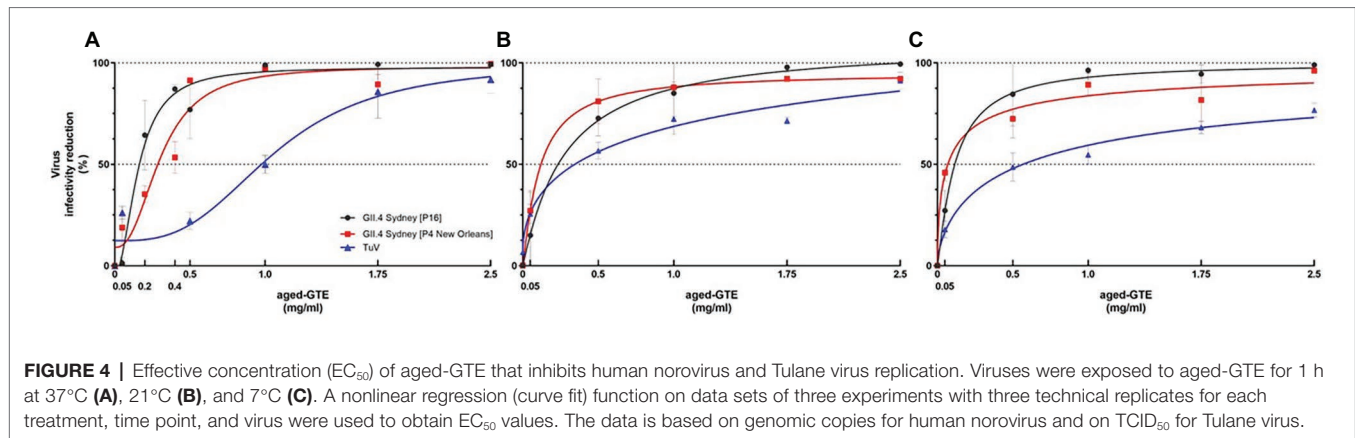 A
B
C
Virus
infectivity reduction
(%)
100
50
0
GII.4 Sydney [P16]
GII.4 Sydney [P4 New Orleans]
TuV
0
0.05
0.2
0.4
0.5
1.0
1.75
2.5
aged-GTE
(mg/ml)
100
50
0
0
0.05
0.5
1.0
1.75
2.5
aged-GTE
(mg/ml)
100
50
0
0
0.05
0.5
1.0
1.75
2.5
aged-GTE
(mg/ml)
FIGURE 4 | Effective concentration (EC₅₀) of aged-GTE that inhibits human norovirus and Tulane virus replication. Viruses were exposed to aged-GTE for 1 h
at 37°C (A), 21°C (B), and 7°C (C). A nonlinear regression (curve fit) function on data sets of three experiments with three technical replicates for each
treatment, time point, and virus were used to obtain EC₅₀ values. The data is based on genomic copies for human norovirus and on TCID₅₀ for Tulane virus.